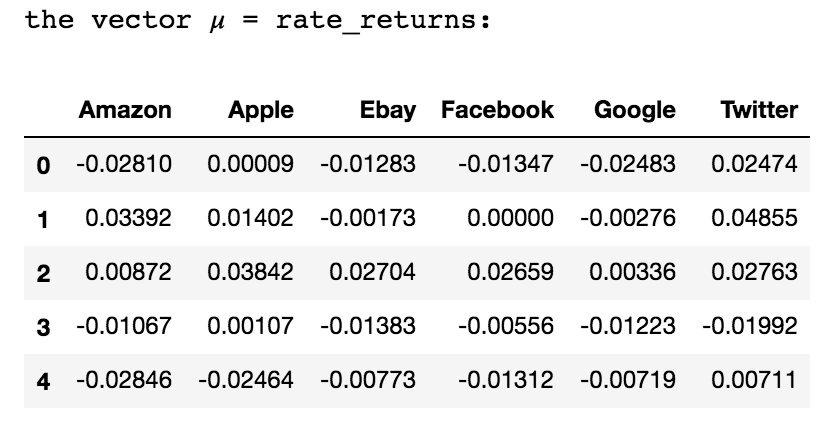 the vector μ = rate_returns:
Amazon Apple Ebay Facebook Google Twitter
0 -0.02810 0.00009 -0.01283 -0.01347 -0.02483 0.02474
1 0.03392 0.01402 -0.00173 0.00000 -0.00276 0.04855
2 0.00872 0.03842 0.02704 0.02659 0.00336 0.02763
3 -0.01067 0.00107 -0.01383 -0.00556 -0.01223 -0.01992
4 -0.02846 -0.02464 -0.00773 -0.01312 -0.00719 0.00711